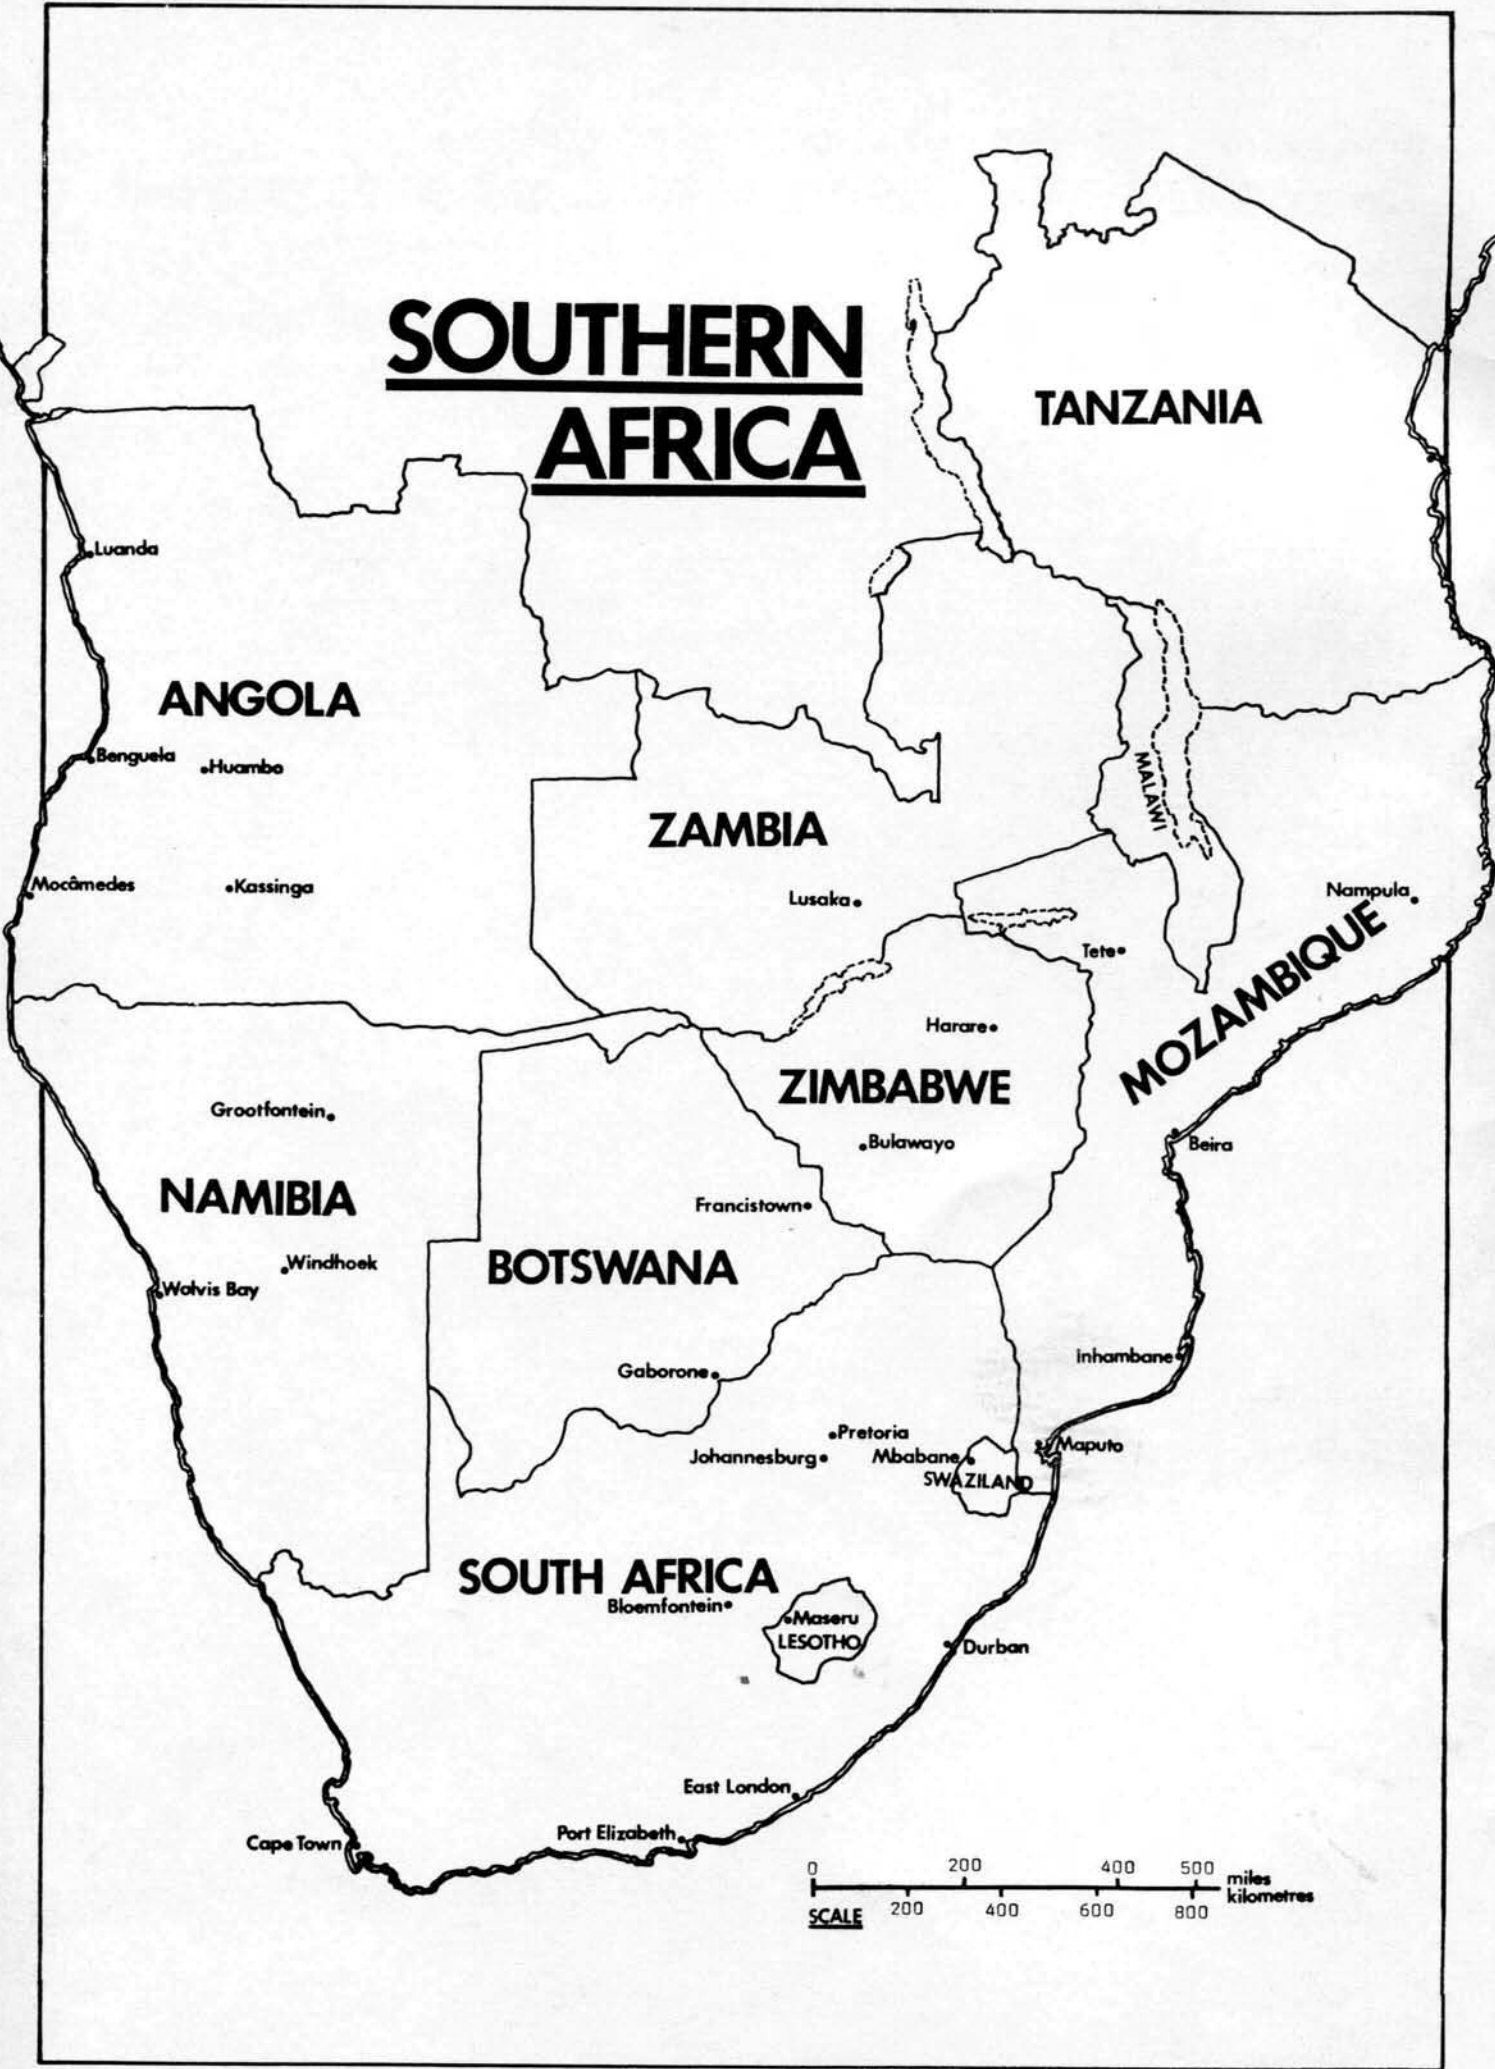 SOUTHERN
AFRICA
TANZANIA
Luanda
ANGOLA
Benguela
Huambo
MALAWI
ZAMBIA
Moçâmedes
Kassinga
Lusaka
Nampula
Tete
MOZAMBIQUE
Harare
ZIMBABWE
Grootfontein
Bulawayo
Beira
NAMIBIA
Francistown
Windhoek
BOTSWANA
Walvis Bay
Inhambane
Gaborone
Pretoria
Johannesburg
Mbabane
Maputo
SWAZILAND
SOUTH AFRICA
Bloemfontein
Maseru
LESOTHO
Durban
East London
Port Elizabeth
Cape Town
0 200 400 500 miles
kilometres
SCALE 200 400 600 800